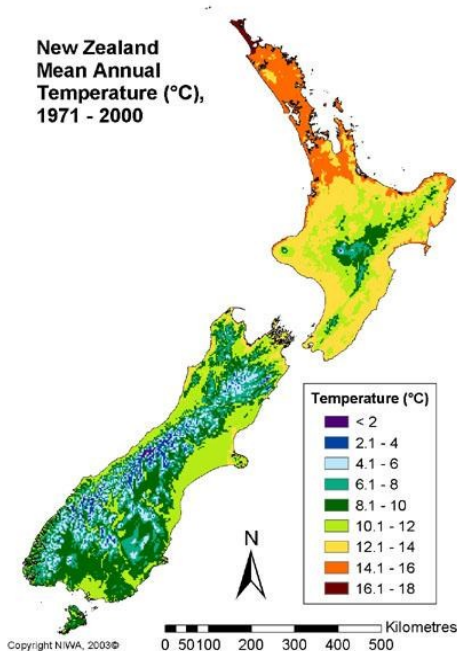 New Zealand
Mean Annual
Temperature (°C),
1971 - 2000
Temperature (°C)
< 2
2.1 - 4
4.1 - 6
6.1 - 8
8.1 - 10
10.1 - 12
12.1 - 14
14.1 - 16
16.1 - 18
N
Kilometres
0 50 100 200 300 400 500
Copyright NIWA, 2003©